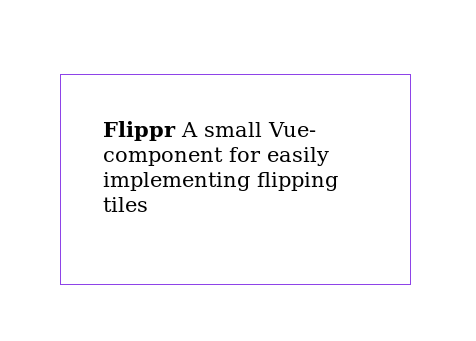 Flippr A small Vue-
component for easily
implementing flipping
tiles